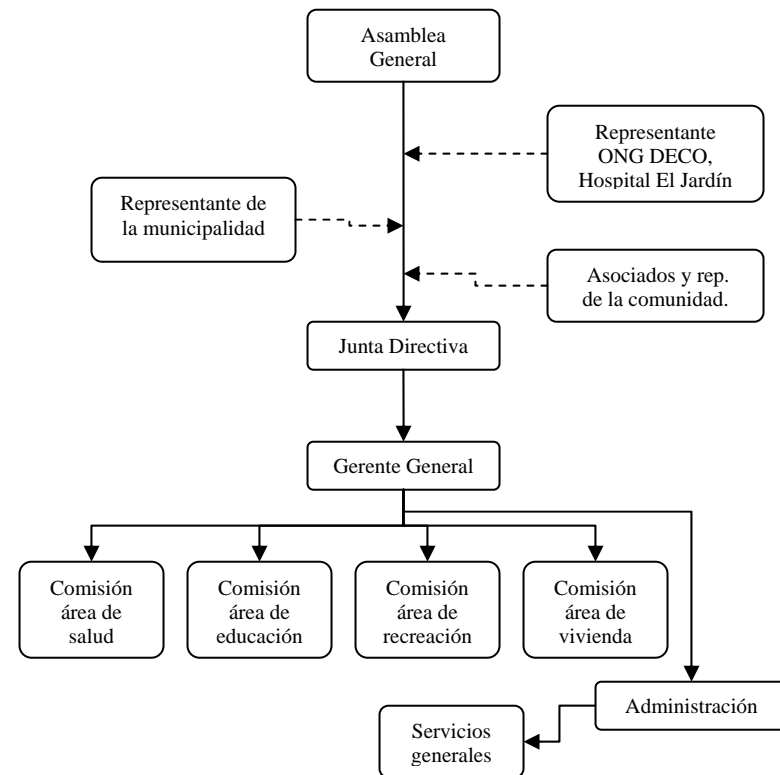 Asamblea
General
Representante
ONG DECO,
Hospital El Jardín
Representante de
la municipalidad
Asociados y rep.
de la comunidad.
Junta Directiva
Gerente General
Comisión
área de
salud
Comisión
área de
educación
Comisión
área de
recreación
Comisión
área de
vivienda
Administración
Servicios
generales